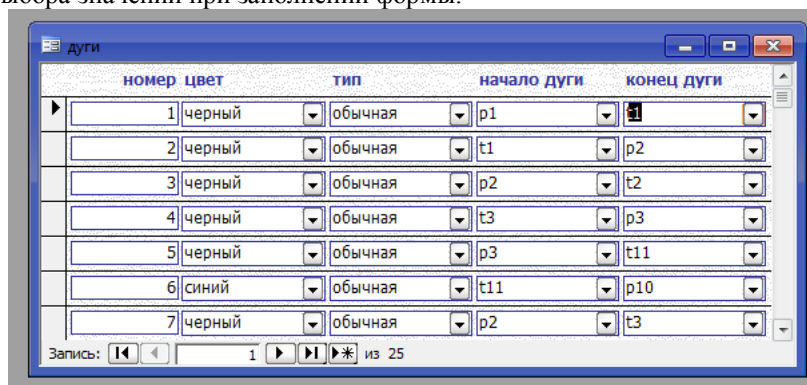 выбора значений при заполнении формы.
дуги
номер цвет тип начало дуги конец дуги
1 черный обычная p1 t1
2 черный обычная t1 p2
3 черный обычная p2 t2
4 черный обычная t3 p3
5 черный обычная p3 t11
6 синий обычная t11 p10
7 черный обычная p2 t3
Запись: 1 из 25